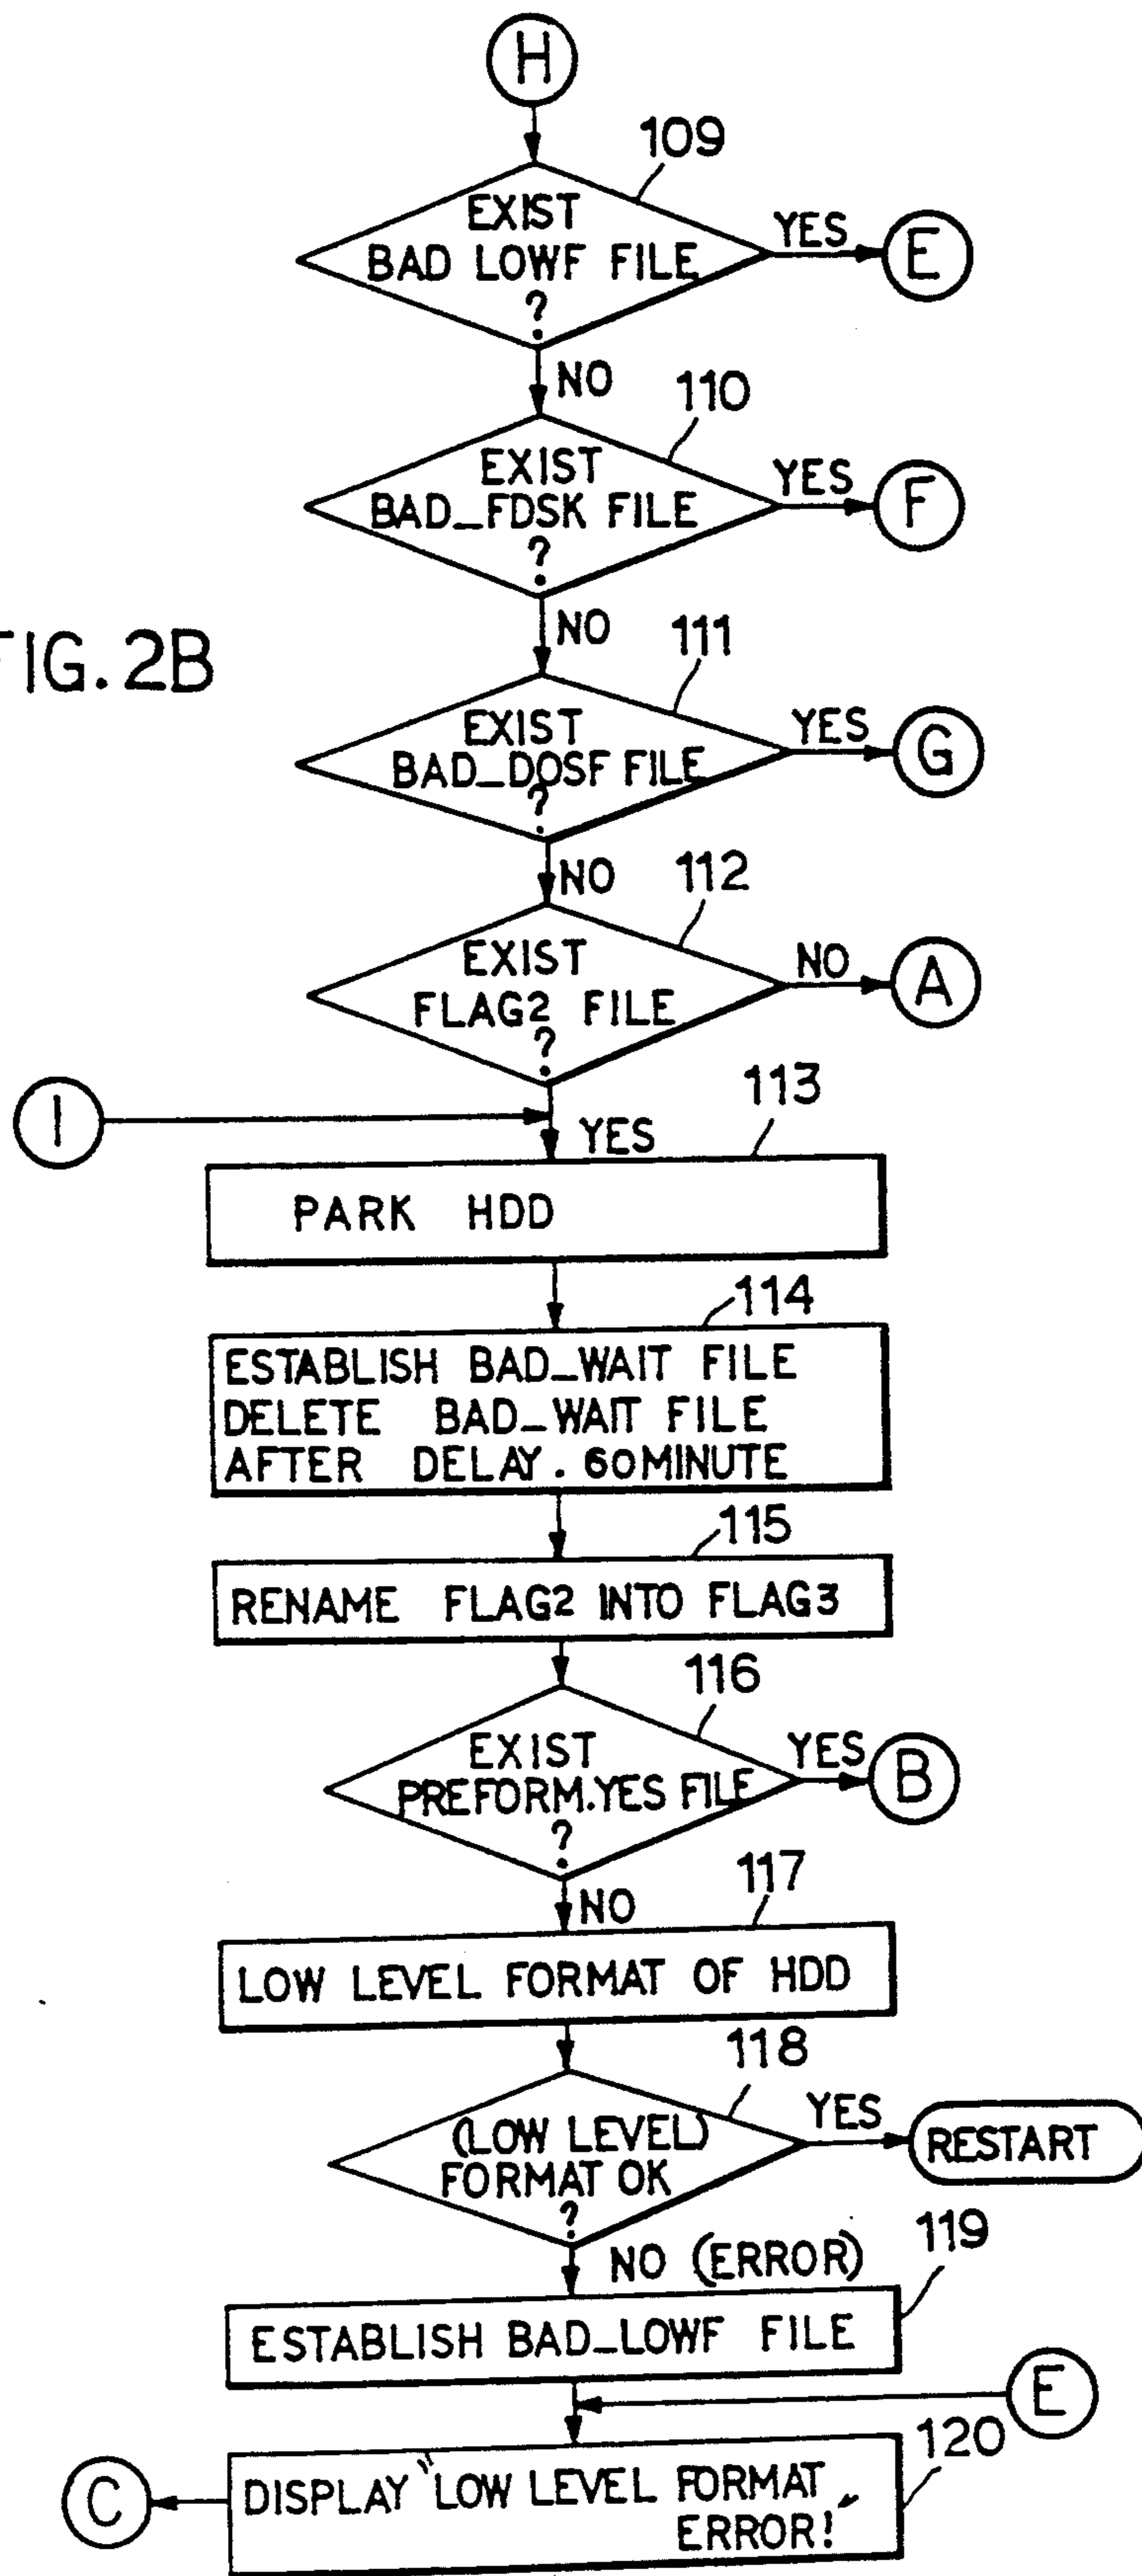 H
109
EXIST
BAD LOWF FILE
?
YES
E
NO
110
EXIST
BAD_FDSK FILE
?
YES
F
NO
FIG. 2B
111
EXIST
BAD_DOSF FILE
?
YES
G
NO
112
EXIST
FLAG2 FILE
?
NO
A
I
YES
113
PARK HDD
114
ESTABLISH BAD_WAIT FILE
DELETE BAD_WAIT FILE
AFTER DELAY. 60MINUTE
115
RENAME FLAG2 INTO FLAG3
116
EXIST
PREFORM.YES FILE
?
YES
B
NO
117
LOW LEVEL FORMAT OF HDD
118
(LOW LEVEL)
FORMAT OK
?
YES
RESTART
NO (ERROR)
119
ESTABLISH BAD_LOWF FILE
E
120
C
DISPLAY "LOW LEVEL FORMAT
ERROR!"